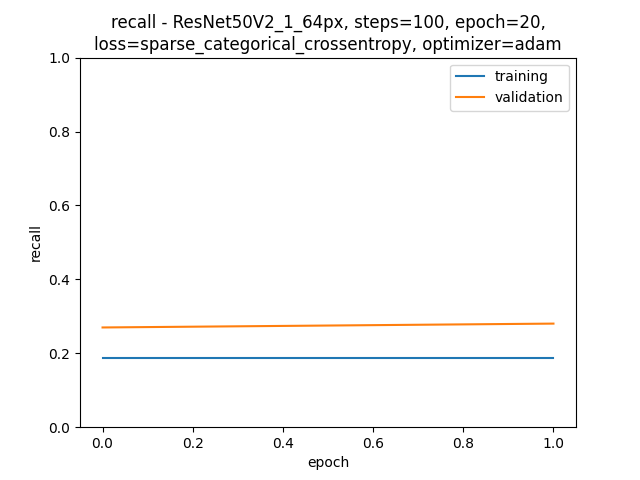 recall - ResNet50V2_1_64px, steps=100, epoch=20,
loss=sparse_categorical_crossentropy, optimizer=adam
training
validation
1.0
0.8
0.6
0.4
0.2
0.0
recall
0.0 0.2 0.4 0.6 0.8 1.0
epoch